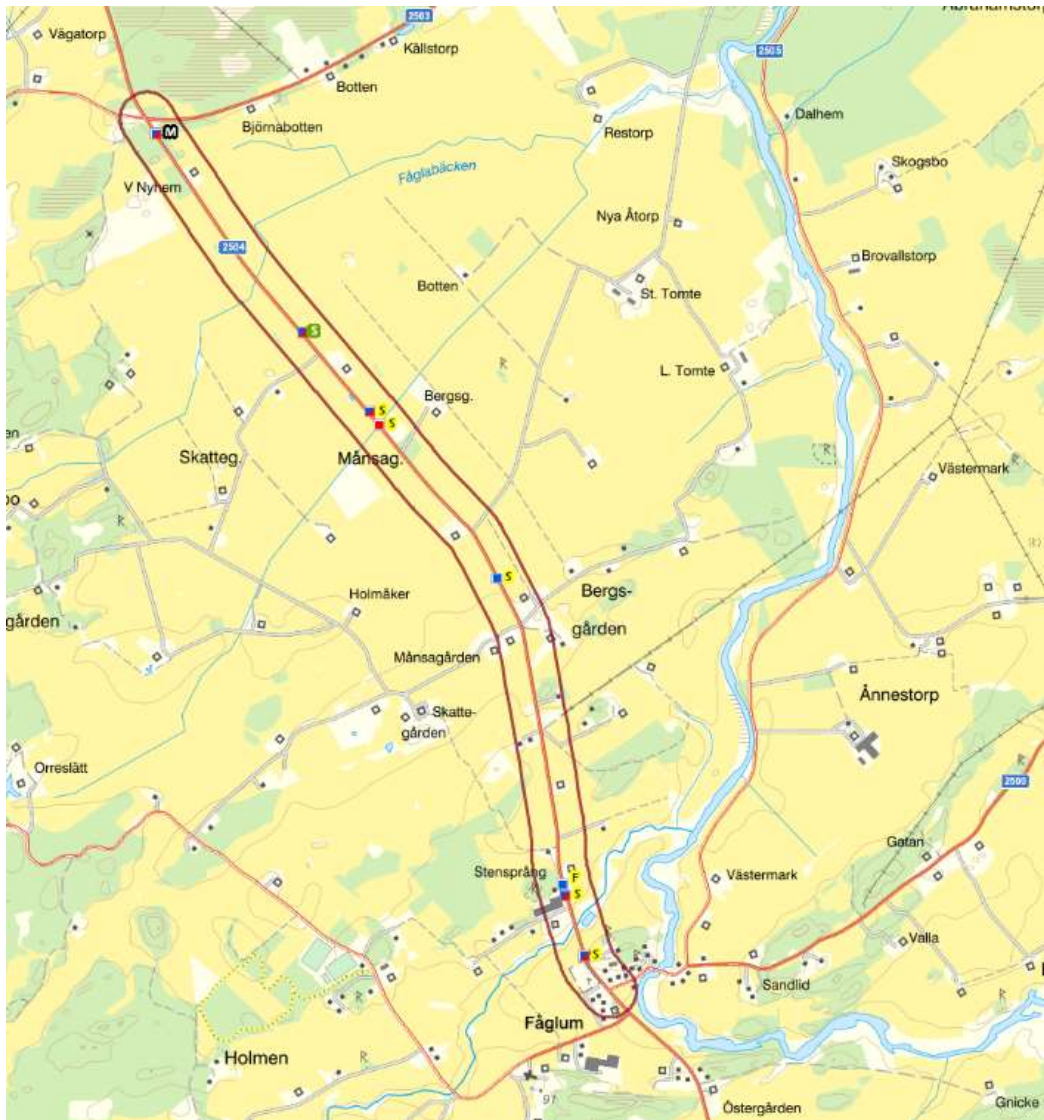 Abrahamstorp
2503
Vägatorp
Källstorp
2505
Botten
Björnabotten
Dalhem
M
Restorp
Fåglabäcken
Skogsbo
V Nyhem
Nya Åtorp
2504
Brovallstorp
Botten
St. Tomte
S
R
L. Tomte
Bergsg.
S
S
Skatteg.
Månsag.
R
R
Västermark
R
S
Bergs-
gården
Holmåker
gården
Månsagården
Skatte-
gården
Ånnestorp
Orreslätt
R
2500
Gatan
Stensprång
F
S
Västermark
R
S
Valla
Sandlid
R
Fåglum
Holmen
R
91
Östergården
Gnicke